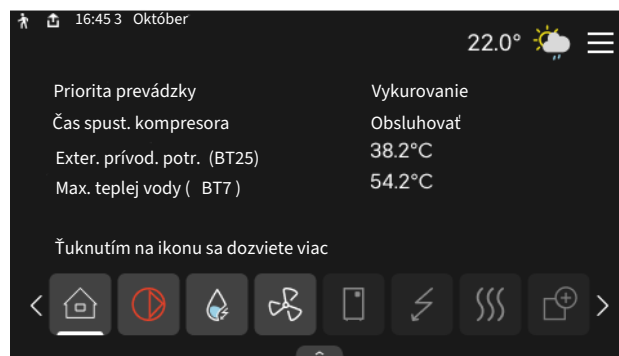 16:45 3 Október
22.0°
Priorita prevádzky Vykurovanie
Čas spust. kompresora Obsluhovať
Exter. prívod. potr. (BT25) 38.2°C
Max. teplej vody ( BT7 ) 54.2°C
Ťuknutím na ikonu sa dozviete viac